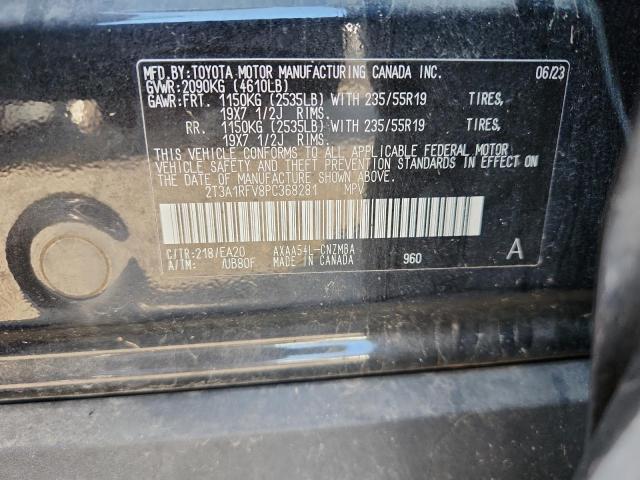 MFD.BY:TOYOTA MOTOR MANUFACTURING CANADA INC. 06/23
GVWR:2090KG (4610LB)
GAWR:FRT. 1150KG (2535LB) WITH 235/55R19 TIRES,
19X7 1/2J RIMS.
RR. 1150KG (2535LB) WITH 235/55R19 TIRES,
19X7 1/2J RIMS.
THIS VEHICLE CONFORMS TO ALL APPLICABLE FEDERAL MOTOR
VEHICLE SAFETY AND THEFT PREVENTION STANDARDS IN EFFECT ON
THE DATE OF MANUFACTURE SHOWN ABOVE.
2T3A1RFV8PC368281 MPV
C/TR:218/EA20 AXAA54L-CNZMBA
A/TM: /UB80F MADE IN CANADA 960 A